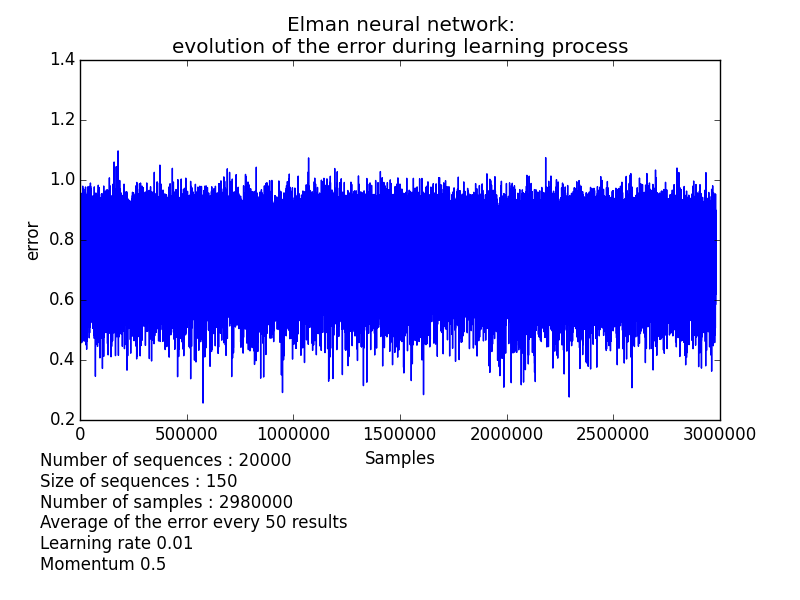 Elman neural network:
evolution of the error during learning process
1.4
1.2
1.0
0.8
0.6
0.4
0.2
error
0 500000 1000000 1500000 2000000 2500000 3000000
Samples
Number of sequences : 20000
Size of sequences : 150
Number of samples : 2980000
Average of the error every 50 results
Learning rate 0.01
Momentum 0.5